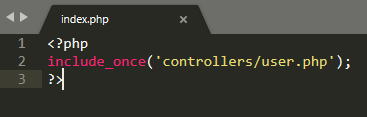 index.php
1 <?php
2 include_once('controllers/user.php');
3 ?>